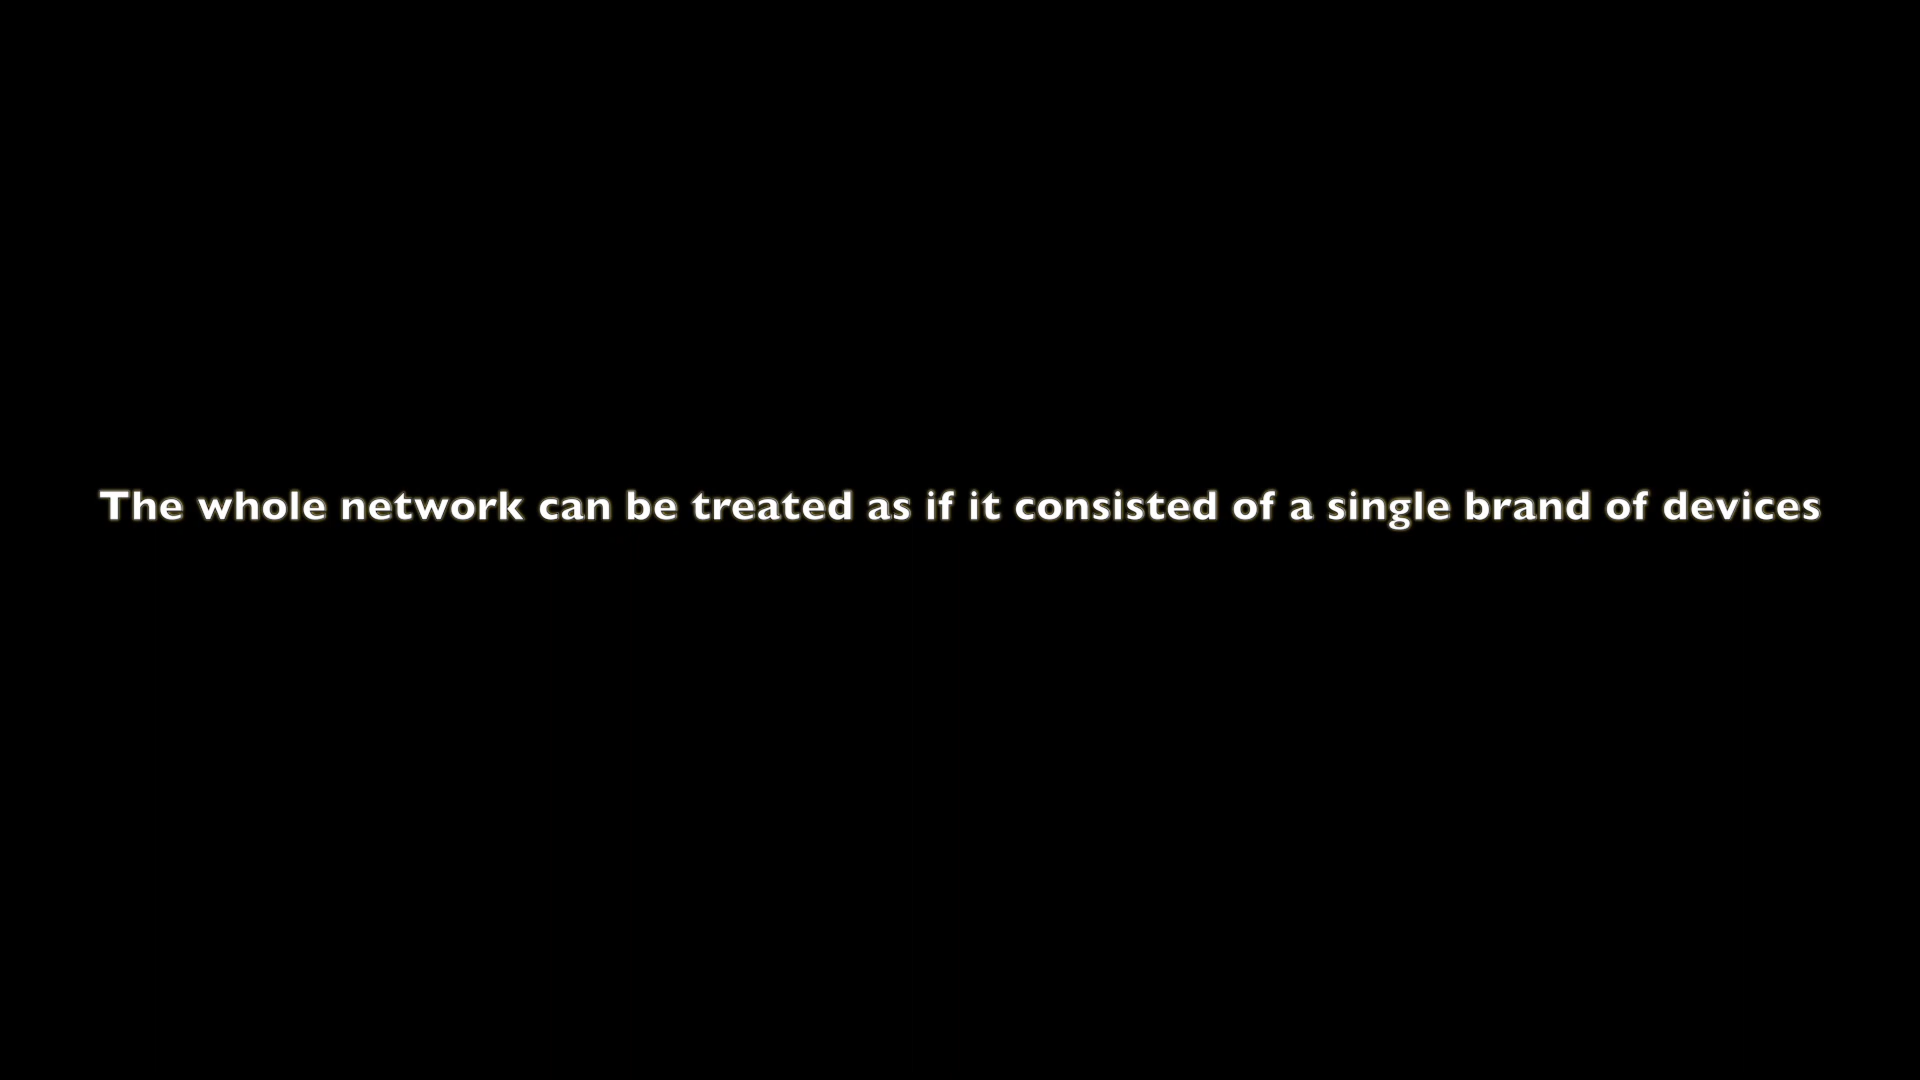 The whole network can be treated as if it consisted of a single brand of devices